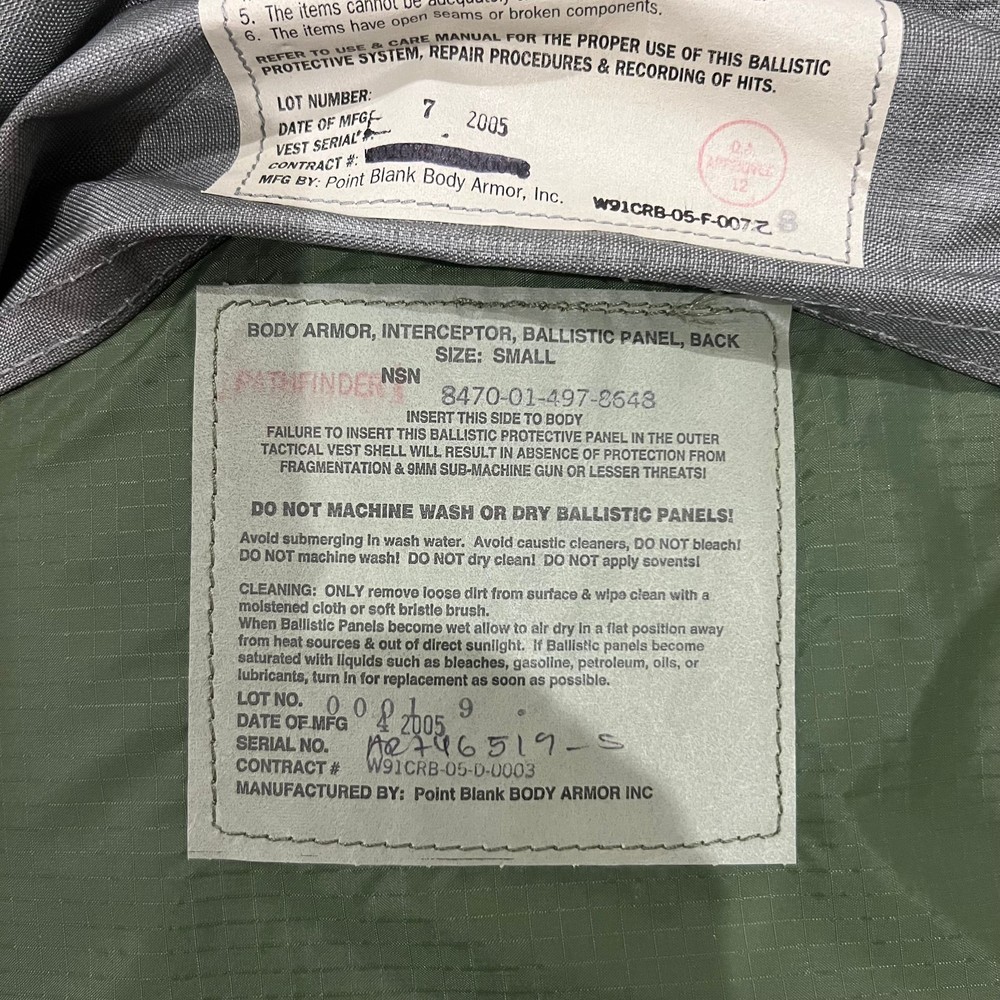 5. The items cannot be adequately
6. The items have open seams or broken components.
REFER TO USE & CARE MANUAL FOR THE PROPER USE OF THIS BALLISTIC
PROTECTIVE SYSTEM, REPAIR PROCEDURES & RECORDING OF HITS.
LOT NUMBER:
DATE OF MFG: 7 2005
VEST SERIAL #:
CONTRACT #:
MFG BY: Point Blank Body Armor, Inc.
W91CRB-05-F-007 8
APPROVED
12
BODY ARMOR, INTERCEPTOR, BALLISTIC PANEL, BACK
SIZE: SMALL
PATHFINDER
NSN
8470-01-497-8648
INSERT THIS SIDE TO BODY
FAILURE TO INSERT THIS BALLISTIC PROTECTIVE PANEL IN THE OUTER
TACTICAL VEST SHELL WILL RESULT IN ABSENCE OF PROTECTION FROM
FRAGMENTATION & 9MM SUB-MACHINE GUN OR LESSER THREATS!
DO NOT MACHINE WASH OR DRY BALLISTIC PANELS!
Avoid submerging in wash water. Avoid caustic cleaners, DO NOT bleach!
DO NOT machine wash! DO NOT dry clean! DO NOT apply sovents!
CLEANING: ONLY remove loose dirt from surface & wipe clean with a
moistened cloth or soft bristle brush.
When Ballistic Panels become wet allow to air dry in a flat position away
from heat sources & out of direct sunlight. If Ballistic panels become
saturated with liquids such as bleaches, gasoline, petroleum, oils, or
lubricants, turn in for replacement as soon as possible.
LOT NO. 0001 9
DATE OF MFG 4 2005
SERIAL NO. AR746519-S
CONTRACT # W91CRB-05-D-0003
MANUFACTURED BY: Point Blank BODY ARMOR INC